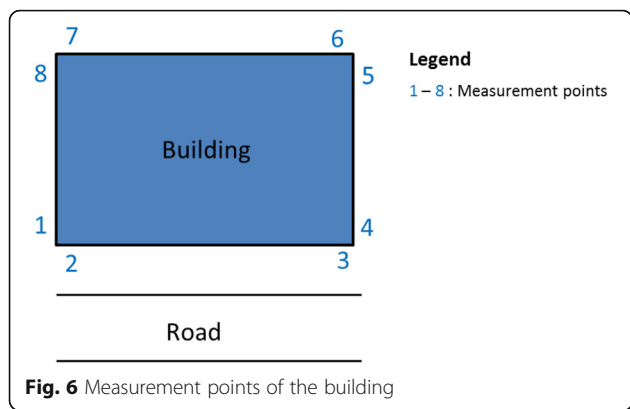 7 6
8 5
Legend
1 – 8 : Measurement points
Building
1 4
2 3
Road
Fig. 6 Measurement points of the building